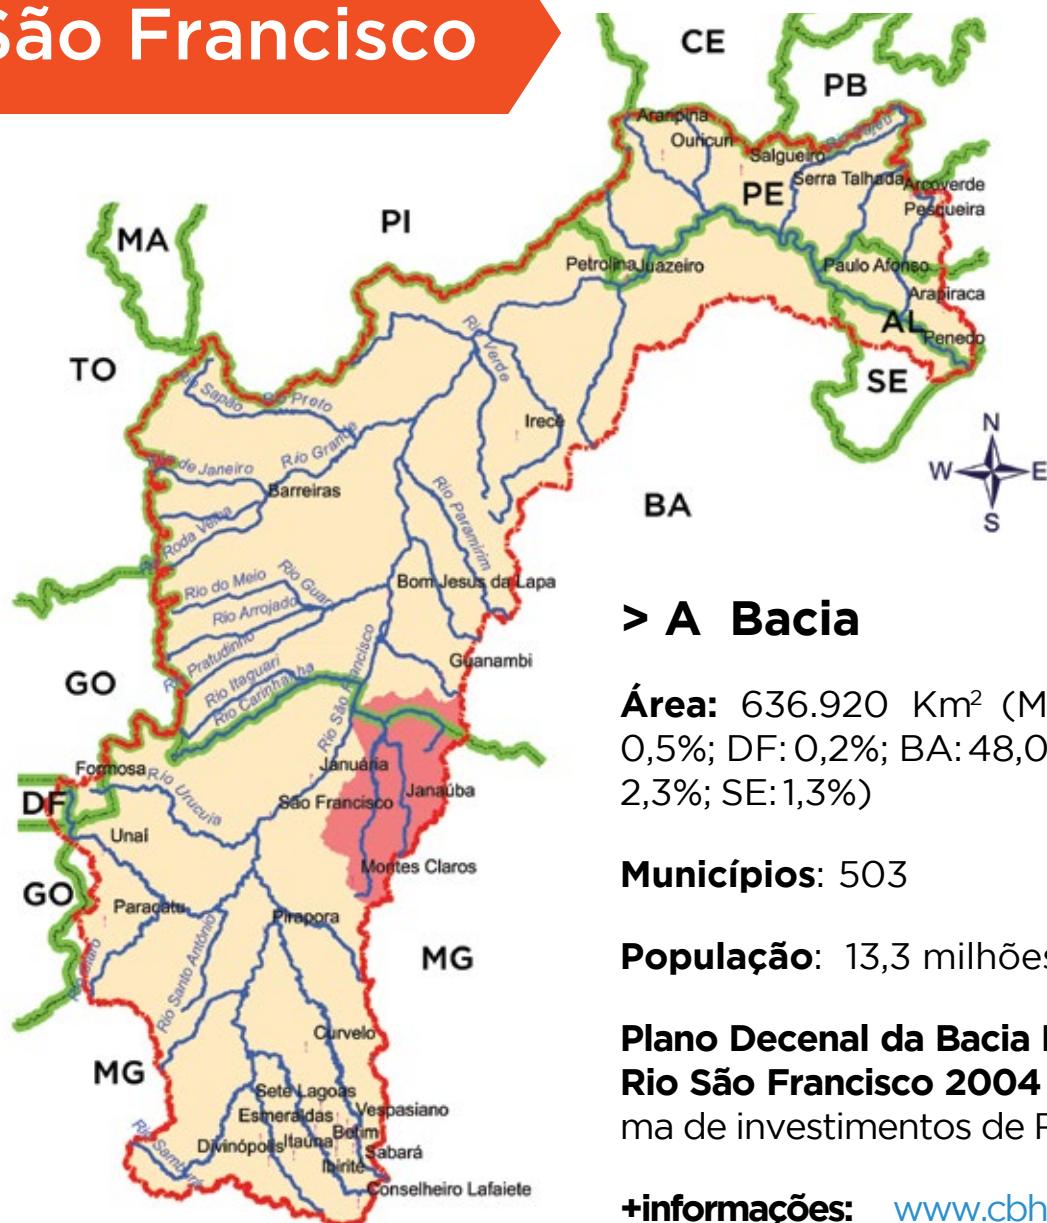 São Francisco
CE
PB
Araripina
Ouricuri
Rio Pajeú
Salgueiro
Serra Talhada
Arcoverde
PE
Pesqueira
PI
MA
Petrolina
Juazeiro
Paulo Afonso
Arapiraca
AL
Penedo
TO
SE
Rio Verde
Rio Sapão
Rio Preto
Irecê
N
W
E
S
de Janeiro
Rio Grande
Barreiras
BA
Rio Paramirim
Roda Velha
Rio do Meio
Rio Guará
Bom Jesus da Lapa
Rio Arrojado
Pratudinho
Guanambi
GO
Rio Itaguari
Rio Carinhanha
Rio São Francisco
Formosa
Januária
Rio Urucuia
Janaúba
DF
São Francisco
Unaí
Montes Claros
GO
Paracatu
Pirapora
Rio Santo Antônio
MG
Curvelo
MG
Sete Lagoas
Esmeraldas
Vespasiano
Betim
Divinópolis
Itaúna
Sabará
Ibirité
Rio Samburá
Conselheiro Lafaiete
> A Bacia
Área: 636.920 Km² (M
0,5%; DF: 0,2%; BA: 48,0
2,3%; SE: 1,3%)
Municípios: 503
População: 13,3 milhões
Plano Decenal da Bacia
Rio São Francisco 2004
ma de investimentos de
+informações: www.cbh